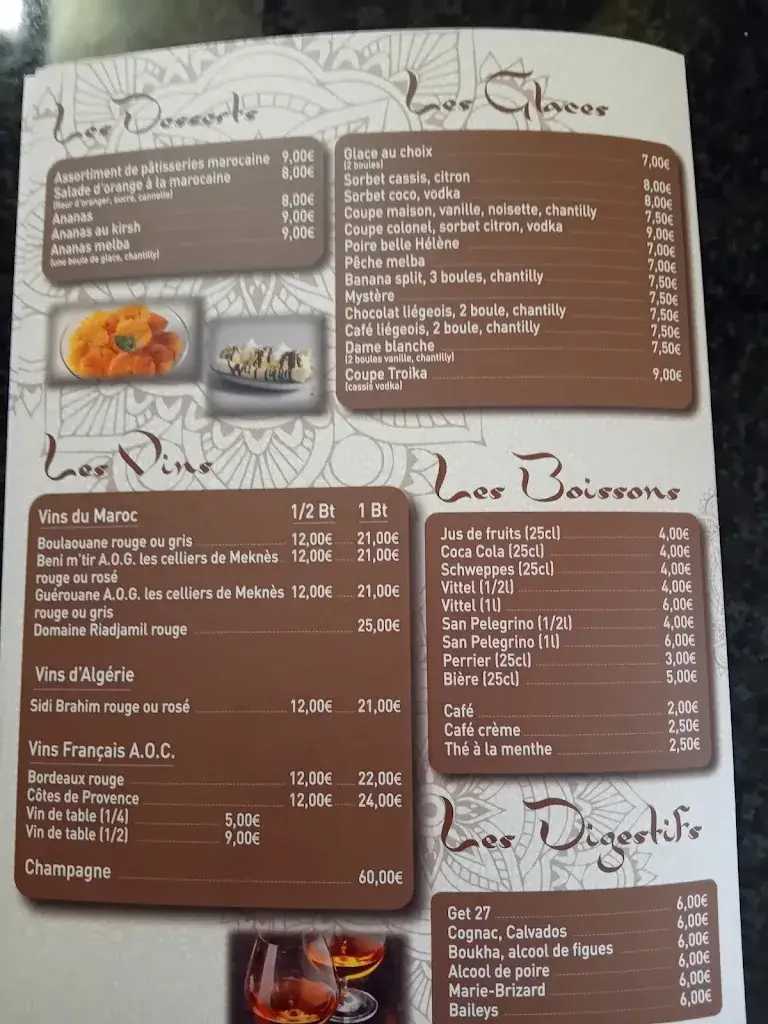 Les Desserts
Assortiment de pâtisseries marocaine 9,00€
Salade d'orange à la marocaine 8,00€
(fleur d'oranger, sucre, cannelle)
Ananas 8,00€
Ananas au kirsh 9,00€
Ananas melba 9,00€
(une boule de glace, chantilly)
Les Glaces
Glace au choix 7,00€
(2 boules)
Sorbet cassis, citron 8,00€
Sorbet coco, vodka 8,00€
Coupe maison, vanille, noisette, chantilly 7,50€
Coupe colonel, sorbet citron, vodka 9,00€
Poire belle Hélène 7,00€
Pêche melba 7,00€
Banana split, 3 boules, chantilly 7,50€
Mystère 7,50€
Chocolat liégeois, 2 boule, chantilly 7,50€
Café liégeois, 2 boule, chantilly 7,50€
Dame blanche 7,50€
(2 boules vanille, chantilly)
Coupe Troika 9,00€
(cassis vodka)
Les Vins
Vins du Maroc 1/2 Bt 1 Bt
Boulaouane rouge ou gris 12,00€ 21,00€
Beni m'tir A.O.G. les celliers de Meknès 12,00€ 21,00€
rouge ou rosé
Guérouane A.O.G. les celliers de Meknès 12,00€ 21,00€
rouge ou gris
Domaine Riadjamil rouge 25,00€
Vins d'Algérie
Sidi Brahim rouge ou rosé 12,00€ 21,00€
Vins Français A.O.C.
Bordeaux rouge 12,00€ 22,00€
Côtes de Provence 12,00€ 24,00€
Vin de table (1/4) 5,00€
Vin de table (1/2) 9,00€
Champagne 60,00€
Les Boissons
Jus de fruits (25cl) 4,00€
Coca Cola (25cl) 4,00€
Schweppes (25cl) 4,00€
Vittel (1/2l) 4,00€
Vittel (1l) 6,00€
San Pelegrino (1/2l) 4,00€
San Pelegrino (1l) 6,00€
Perrier (25cl) 3,00€
Bière (25cl) 5,00€
Café 2,00€
Café crème 2,50€
Thé à la menthe 2,50€
Les Digestifs
Get 27 6,00€
Cognac, Calvados 6,00€
Boukha, alcool de figues 6,00€
Alcool de poire 6,00€
Marie-Brizard 6,00€
Baileys 6,00€